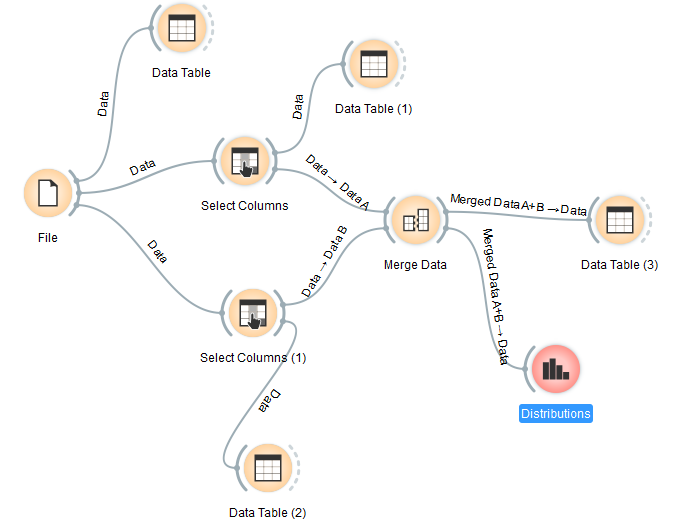 Data Table
Data
Data Table (1)
Data
Data
Select Columns
Data → Data A
File
Merged Data A+B → Data
Merge Data
Data Table (3)
Data
Data → Data B
Merged Data A+B → Data
Select Columns (1)
Data
Distributions
Data Table (2)